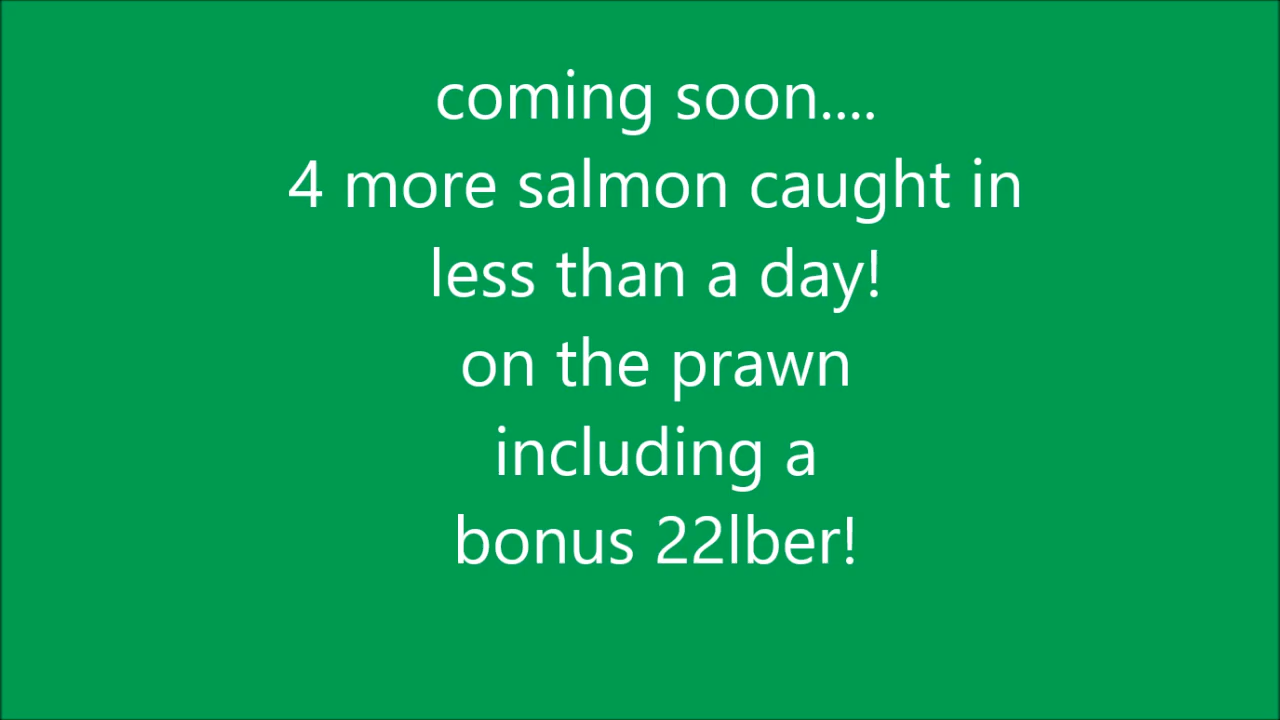 coming soon....
4 more salmon caught in
less than a day!
on the prawn
including a
bonus 22lber!